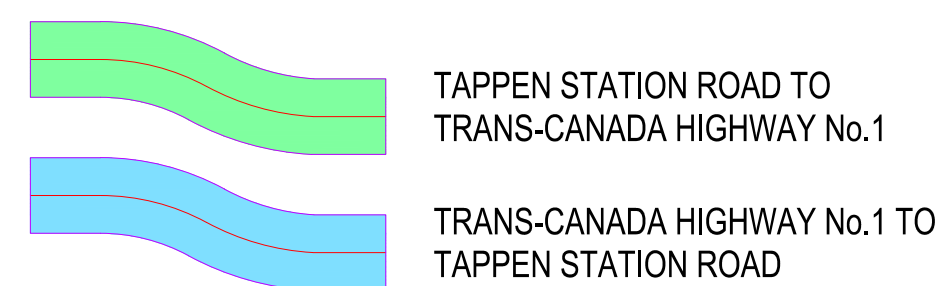 TAPPEN STATION ROAD TO
TRANS-CANADA HIGHWAY No.1
TRANS-CANADA HIGHWAY No.1 TO
TAPPEN STATION ROAD